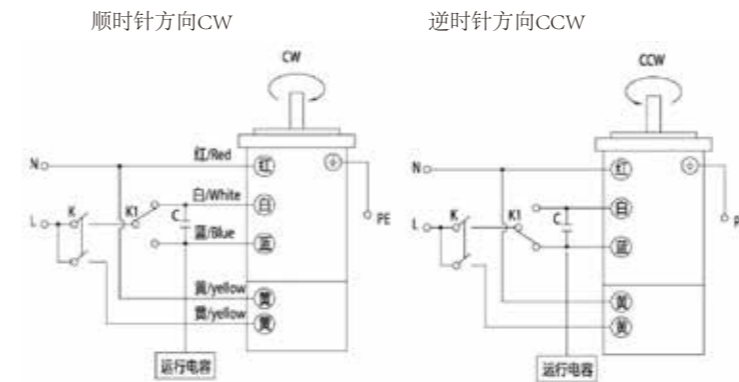 顺时针方向CW
逆时针方向CCW
CW
N
红/Red
红
白/White
白
L
K
K1
C
蓝/Blue
蓝
PE
黄/yellow
黄
黄/yellow
黄
运行电容
CCW
N
红
白
L
K
K1
C
蓝
P
黄
黄
运行电容